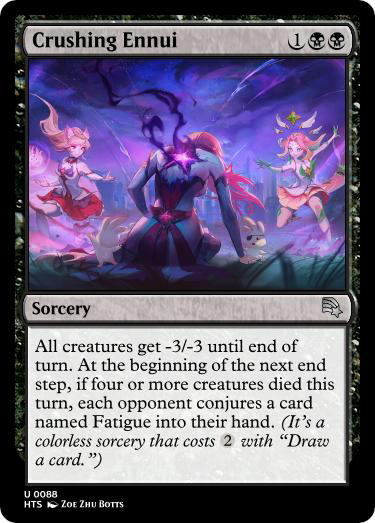 Crushing Ennui 1
Sorcery
All creatures get -3/-3 until end of
turn. At the beginning of the next end
step, if four or more creatures died this
turn, each opponent conjures a card
named Fatigue into their hand. (It's a
colorless sorcery that costs 2 with “Draw
a card.”)
U 0088
HTS Zoe Zhu Botts